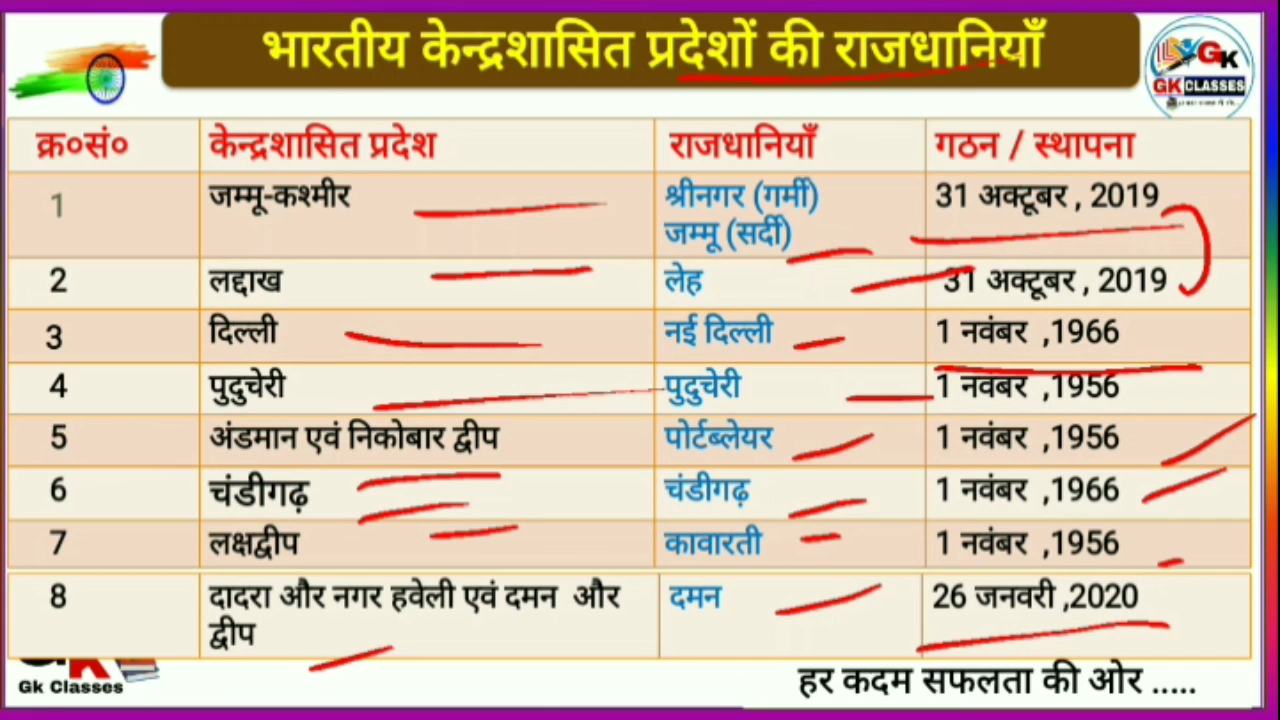 भारतीय केन्द्रशासित प्रदेशों की राजधानियाँ
GK
GK CLASSES
क्र०सं० केन्द्रशासित प्रदेश राजधानियाँ गठन / स्थापना
1 जम्मू-कश्मीर श्रीनगर (गर्मी) 31 अक्टूबर , 2019
जम्मू (सर्दी)
2 लद्दाख लेह 31 अक्टूबर , 2019
3 दिल्ली नई दिल्ली 1 नवंबर ,1966
4 पुदुचेरी पुदुचेरी 1 नवंबर ,1956
5 अंडमान एवं निकोबार द्वीप पोर्टब्लेयर 1 नवंबर ,1956
6 चंडीगढ़ चंडीगढ़ 1 नवंबर ,1966
7 लक्षद्वीप कावारती 1 नवंबर ,1956
8 दादरा और नगर हवेली एवं दमन और दमन 26 जनवरी ,2020
द्वीप
Gk Classes
हर कदम सफलता की ओर .....